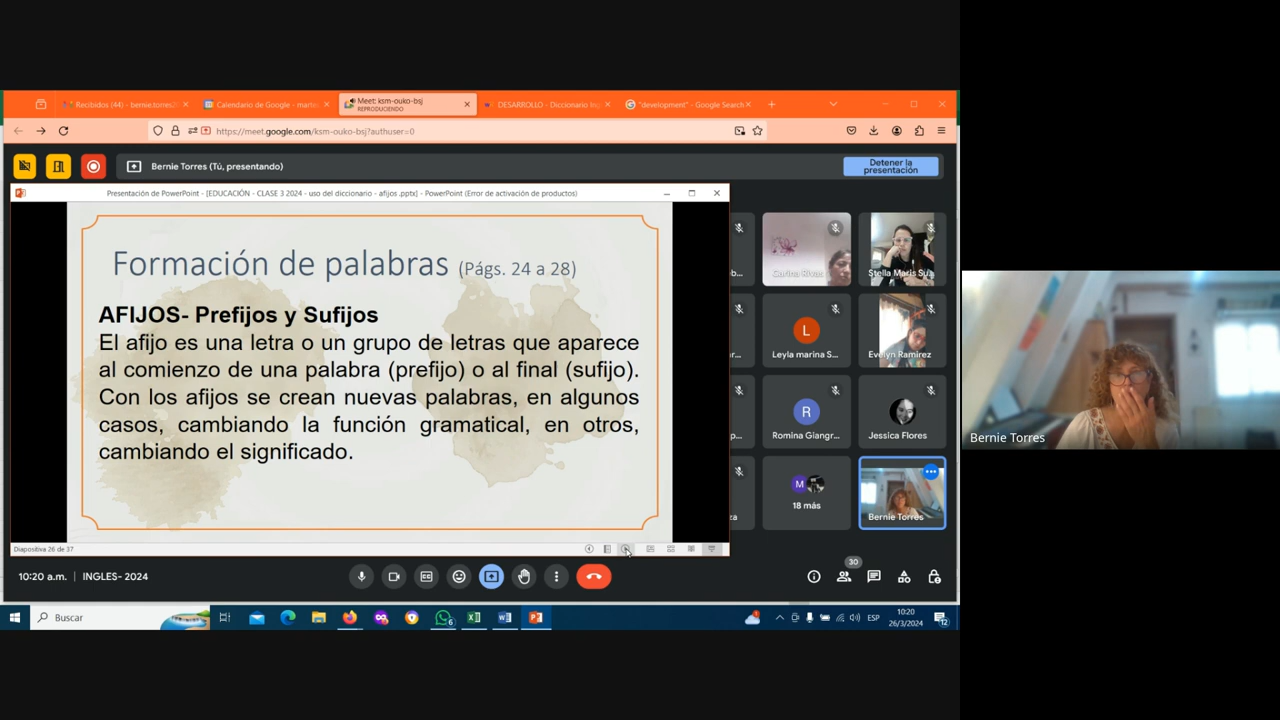 Recibidos (44) - bernie.torres2
Calendario de Google - marte
Meet: ksm-ouko-bsj
REPRODUCIENDO
DESARROLLO - Diccionario Ing
"development" - Google Search
https://meet.google.com/ksm-ouko-bsj?authuser=0
Bernie Torres (Tú, presentando)
Detener la
presentación
Presentación de PowerPoint - [EDUCACIÓN - CLASE 3 2024 - uso del diccionario - afijos .pptx] - PowerPoint (Error de activación de productos)
Formación de palabras (Págs. 24 a 28)
AFIJOS- Prefijos y Sufijos
El afijo es una letra o un grupo de letras que aparece
al comienzo de una palabra (prefijo) o al final (sufijo).
Con los afijos se crean nuevas palabras, en algunos
casos, cambiando la función gramatical, en otros,
cambiando el significado.
Diapositiva 26 de 37
b...
Carina Rivas
Stella Maris Su...
r...
L
Leyla marina S...
Evelyn Ramirez
p...
R
Romina Giangr...
Jessica Flores
za
M
18 más
Bernie Torres
Bernie Torres
10:20 a.m. | INGLES- 2024
30
Buscar
6
ESP
10:20
26/3/2024
12